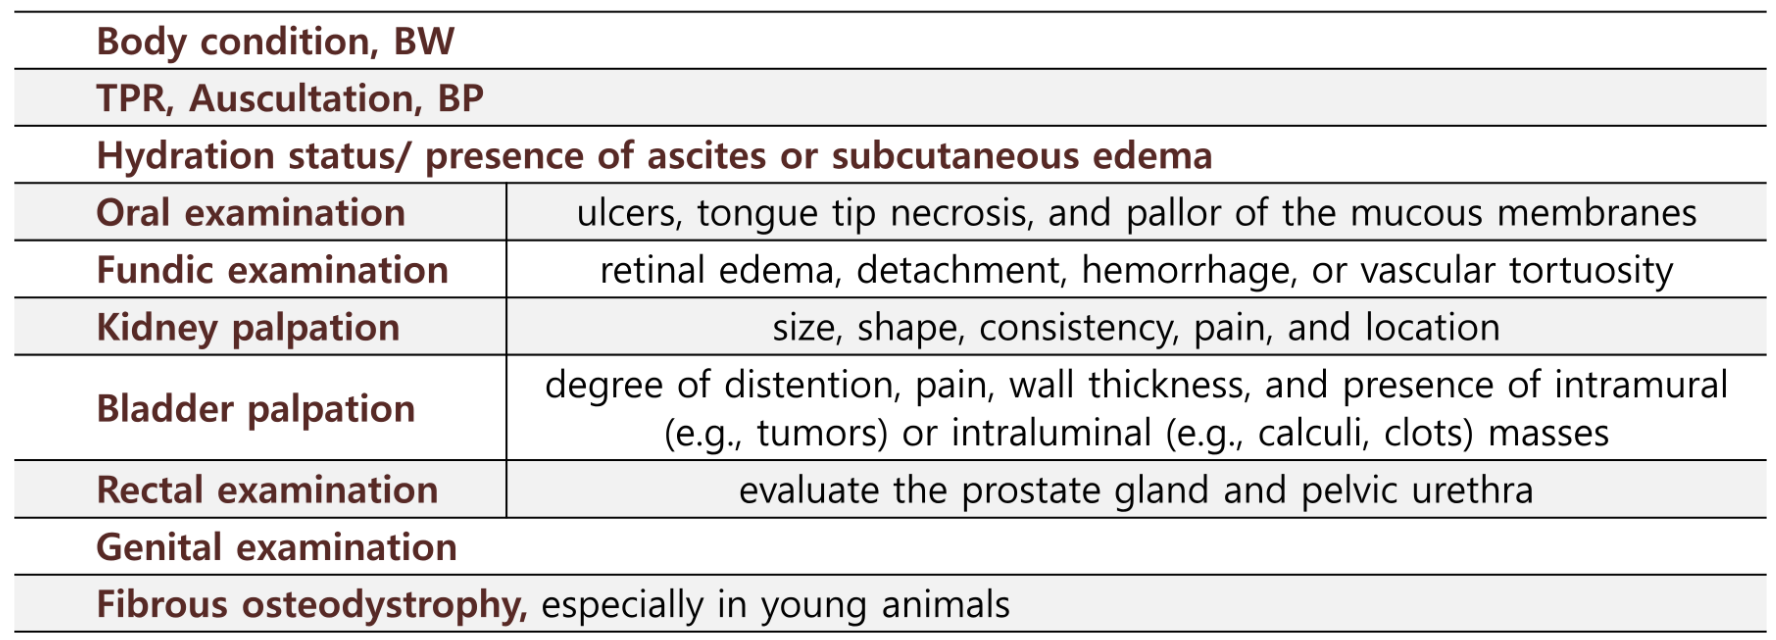 Body condition, BW
TPR, Auscultation, BP
Hydration status/ presence of ascites or subcutaneous edema
Oral examination
ulcers, tongue tip necrosis, and pallor of the mucous membranes
Fundic examination
retinal edema, detachment, hemorrhage, or vascular tortuosity
Kidney palpation
size, shape, consistency, pain, and location
Bladder palpation
degree of distention, pain, wall thickness, and presence of intramural
(e.g., tumors) or intraluminal (e.g., calculi, clots) masses
Rectal examination
evaluate the prostate gland and pelvic urethra
Genital examination
Fibrous osteodystrophy, especially in young animals